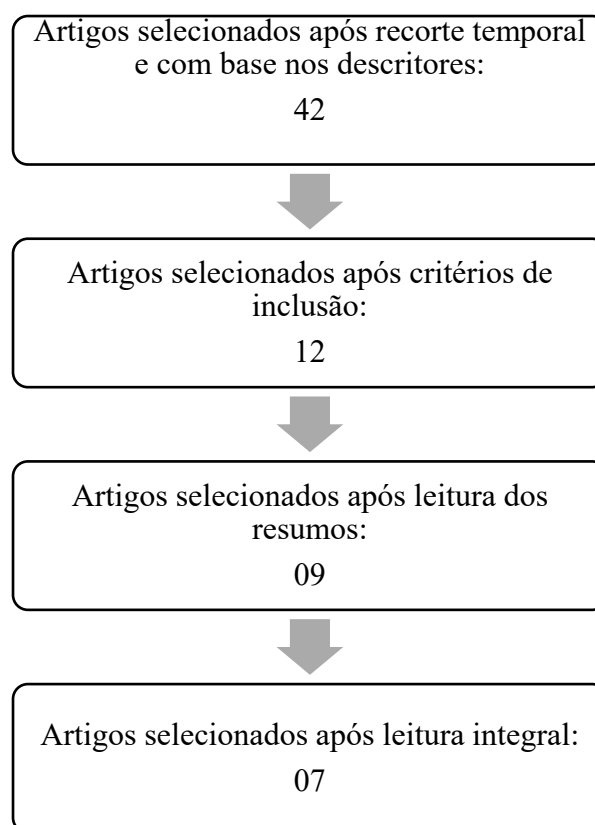 Artigos selecionados após recorte temporal
e com base nos descritores:
42
Artigos selecionados após critérios de
inclusão:
12
Artigos selecionados após leitura dos
resumos:
09
Artigos selecionados após leitura integral:
07